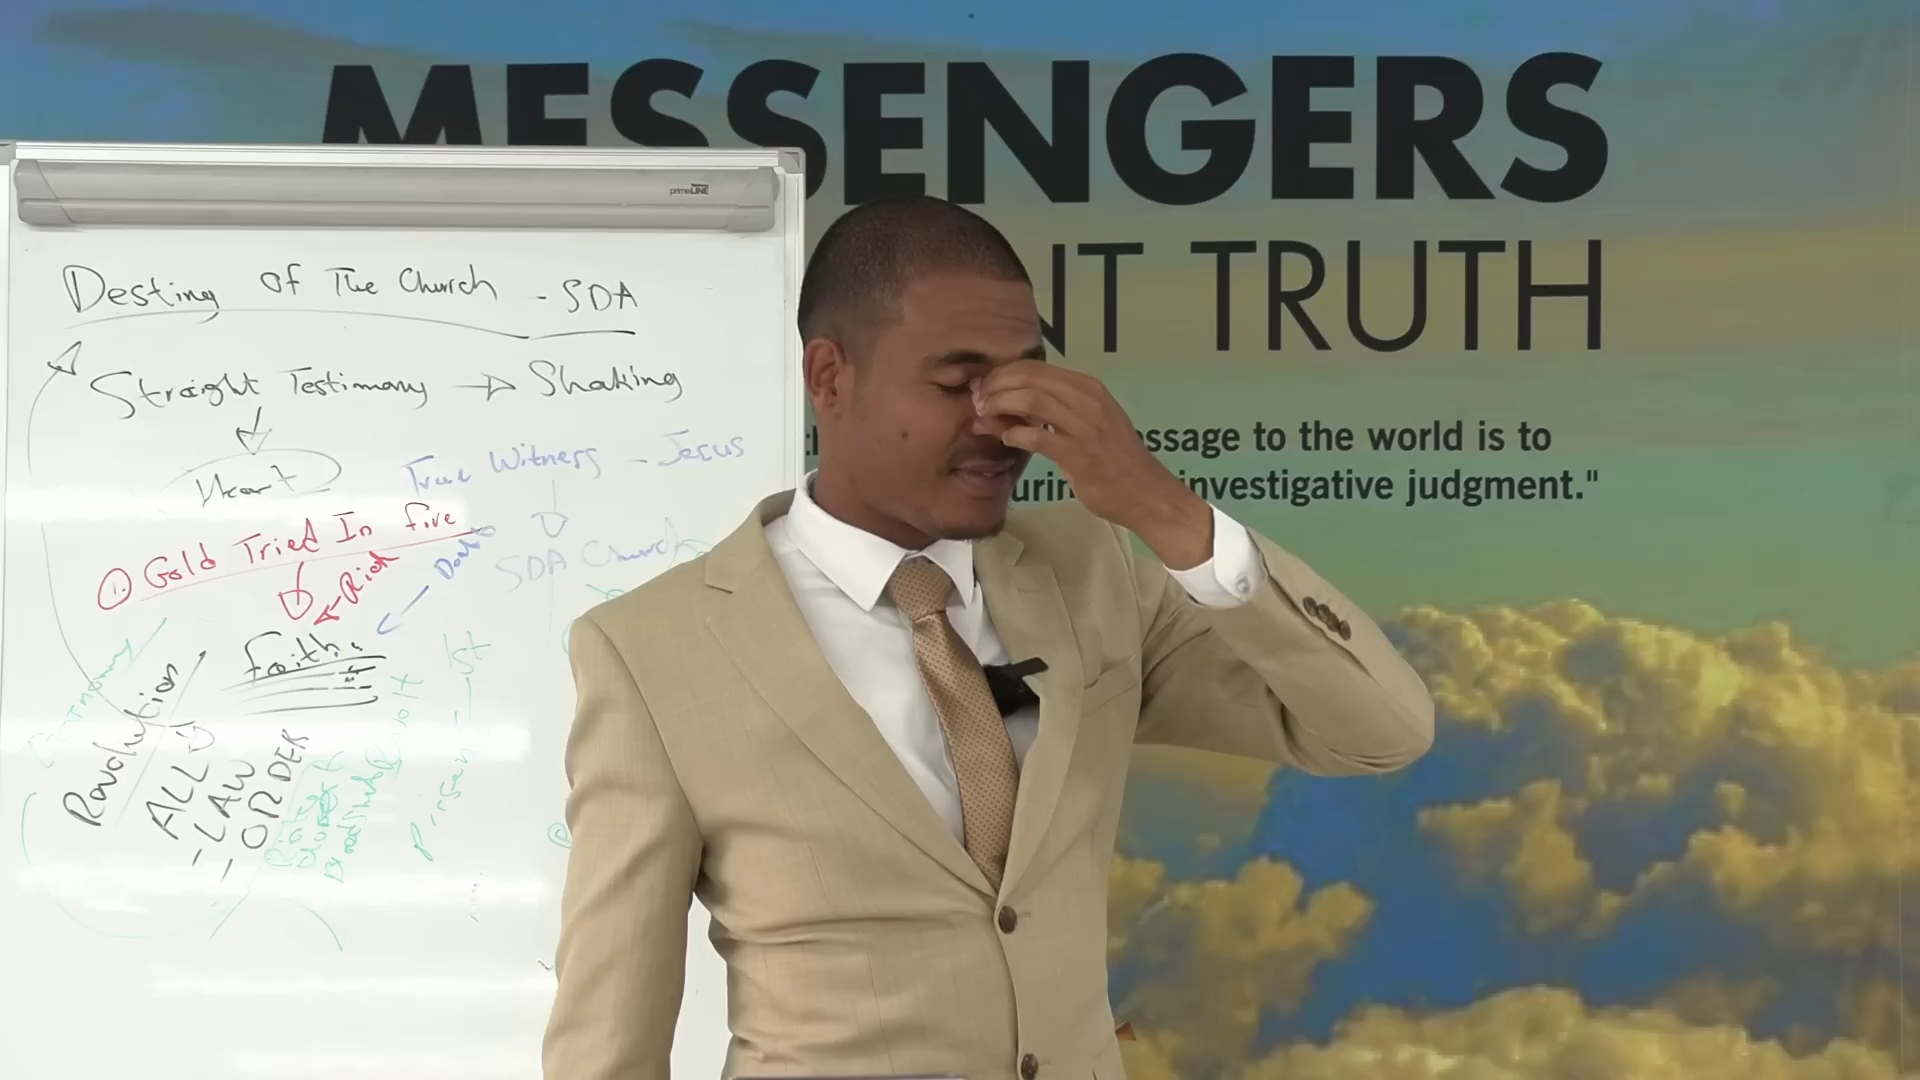 MESSENGERS
NT TRUTH
ssage to the world is to
investigative judgment."
primeLINE
Destiny Of The Church - SDA
Straight Testimony → Shaking
Heart
True Witness - Jesus
SDA Church
1. Gold Tried In fire
Rich
faith
1st
Revolution
ALL
- LAW
- ORDER